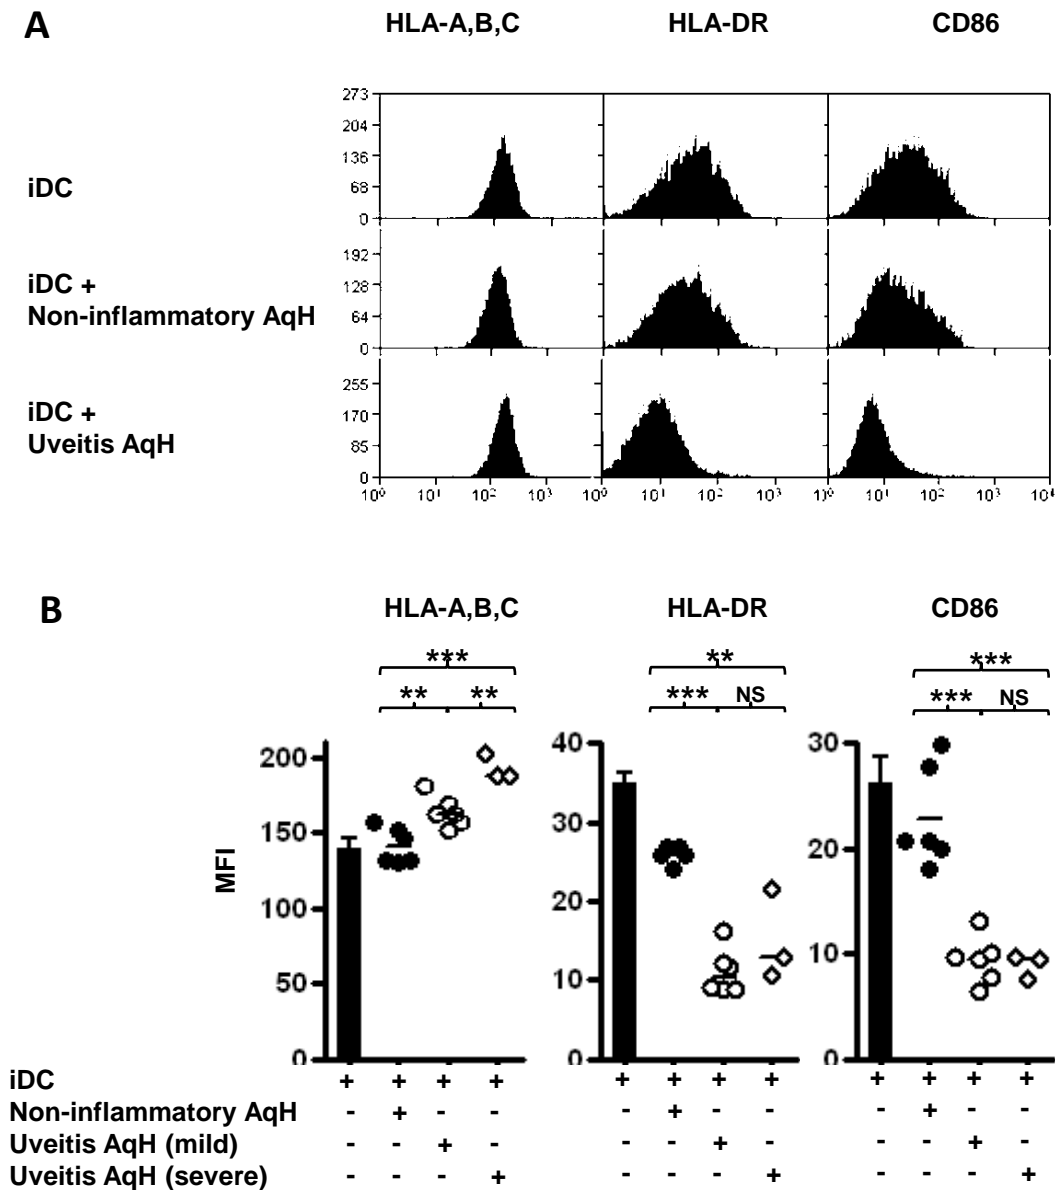 A
HLA-A,B,C HLA-DR CD86
273
204
136
68
0
iDC
192
128
64
0
iDC +
Non-inflammatory AqH
255
170
85
0
iDC +
Uveitis AqH
10⁰ 10¹ 10² 10³ 10 10¹ 10² 10³ 10⁰ 10¹ 10² 10³ 10⁴
B
HLA-A,B,C HLA-DR CD86
*** ** ***
** ** *** NS *** NS
MFI
200
150
100
50
0
40
30
20
10
0
30
20
10
0
iDC + + + + + + + + + + + +
Non-inflammatory AqH - + - - - + - - - + - -
Uveitis AqH (mild) - - + - - - + - - - + -
Uveitis AqH (severe) - - - + - - - + - - - +